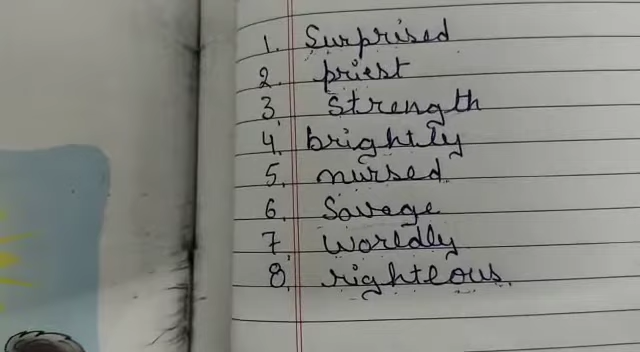 1. Surprised
2. priest
3. strength
4. brightly
5. nursed.
6. Savage
7. worldly
8. righteous.